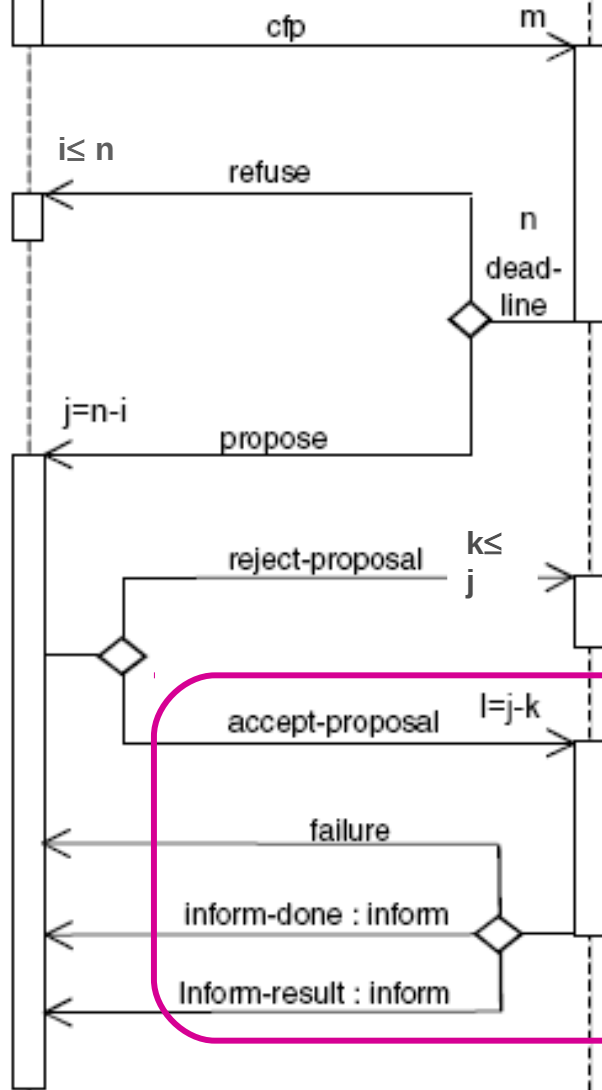 cfp
m
i≤ n
refuse
n
dead-
line
j=n-i
propose
reject-proposal
k≤
j
accept-proposal
l=j-k
failure
inform-done : inform
Inform-result : inform